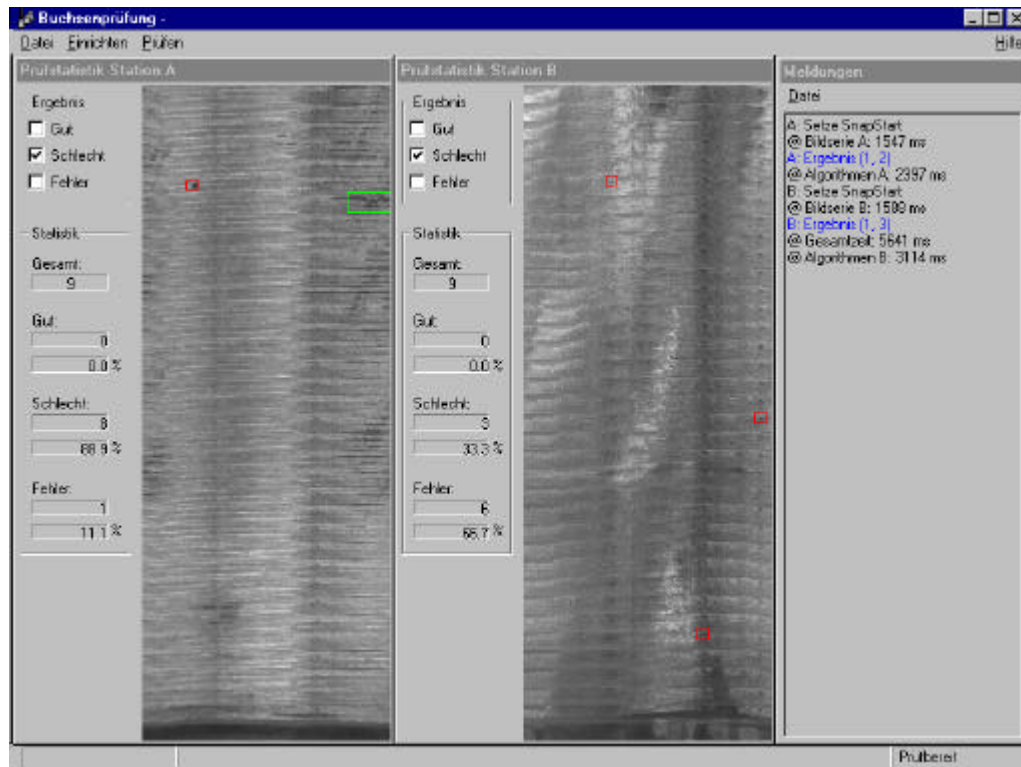 Buchsenprüfung -
Datei Einrichten Prüfen Hilfe
Prüfstatistik Station A
Ergebnis
Gut
Schlecht
Fehler
Statistik
Gesamt:
9
Gut:
0
0.0 %
Schlecht:
8
88.9 %
Fehler:
1
11.1 %
Prüfstatistik Station B
Ergebnis
Gut
Schlecht
Fehler
Statistik
Gesamt:
9
Gut:
0
0.0 %
Schlecht:
3
33.3 %
Fehler:
6
66.7 %
Meldungen
Datei
A: Setze SnapStart
@ Bildserie A: 1547 ms
A: Ergebnis (1, 2)
@ Algorithmen A: 2397 ms
B: Setze SnapStart
@ Bildserie B: 1589 ms
B: Ergebnis (1, 3)
@ Gesamtzeit: 5641 ms
@ Algorithmen B: 3114 ms
Prüfbereit